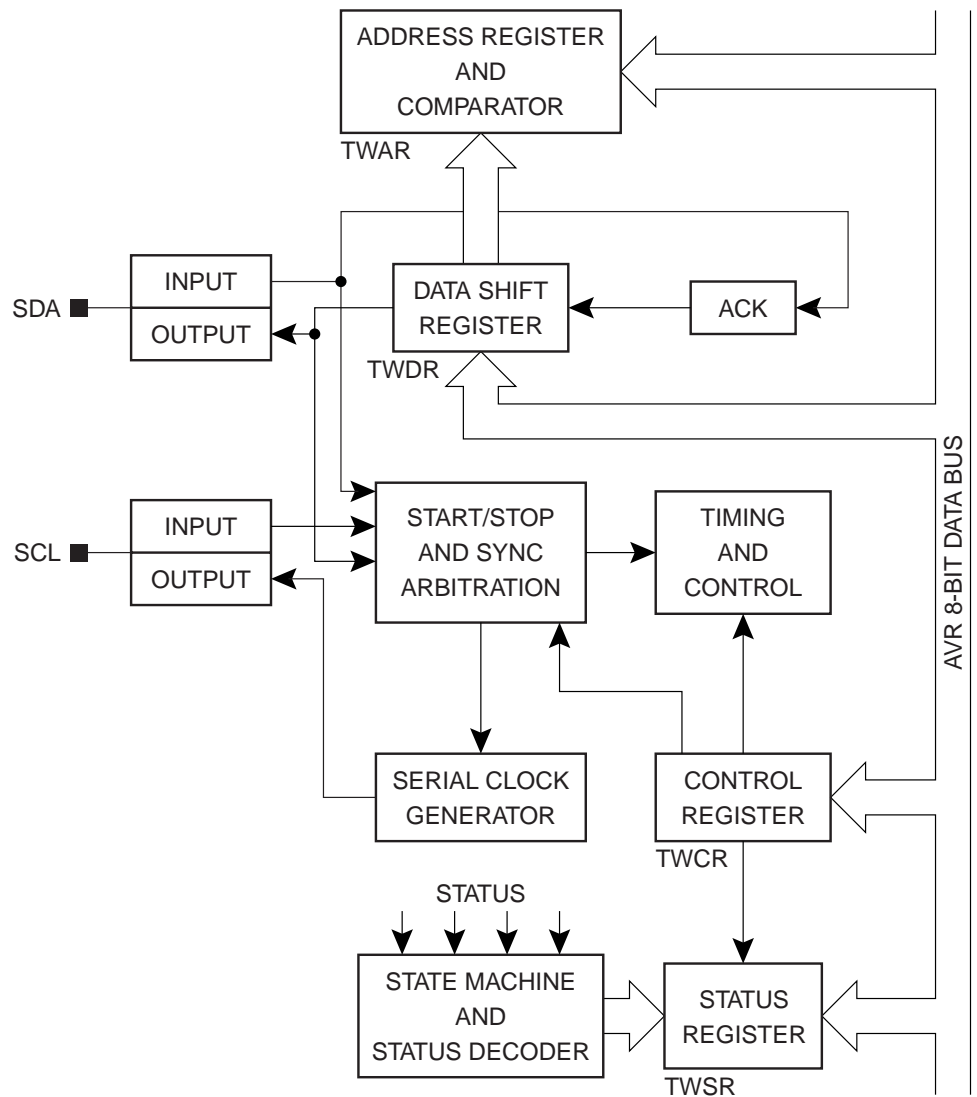 ADDRESS REGISTER
AND
COMPARATOR
TWAR
INPUT
SDA
OUTPUT
DATA SHIFT
REGISTER
TWDR
ACK
AVR 8-BIT DATA BUS
INPUT
SCL
OUTPUT
START/STOP
AND SYNC
ARBITRATION
TIMING
AND
CONTROL
SERIAL CLOCK
GENERATOR
CONTROL
REGISTER
TWCR
STATUS
STATE MACHINE
AND
STATUS DECODER
STATUS
REGISTER
TWSR